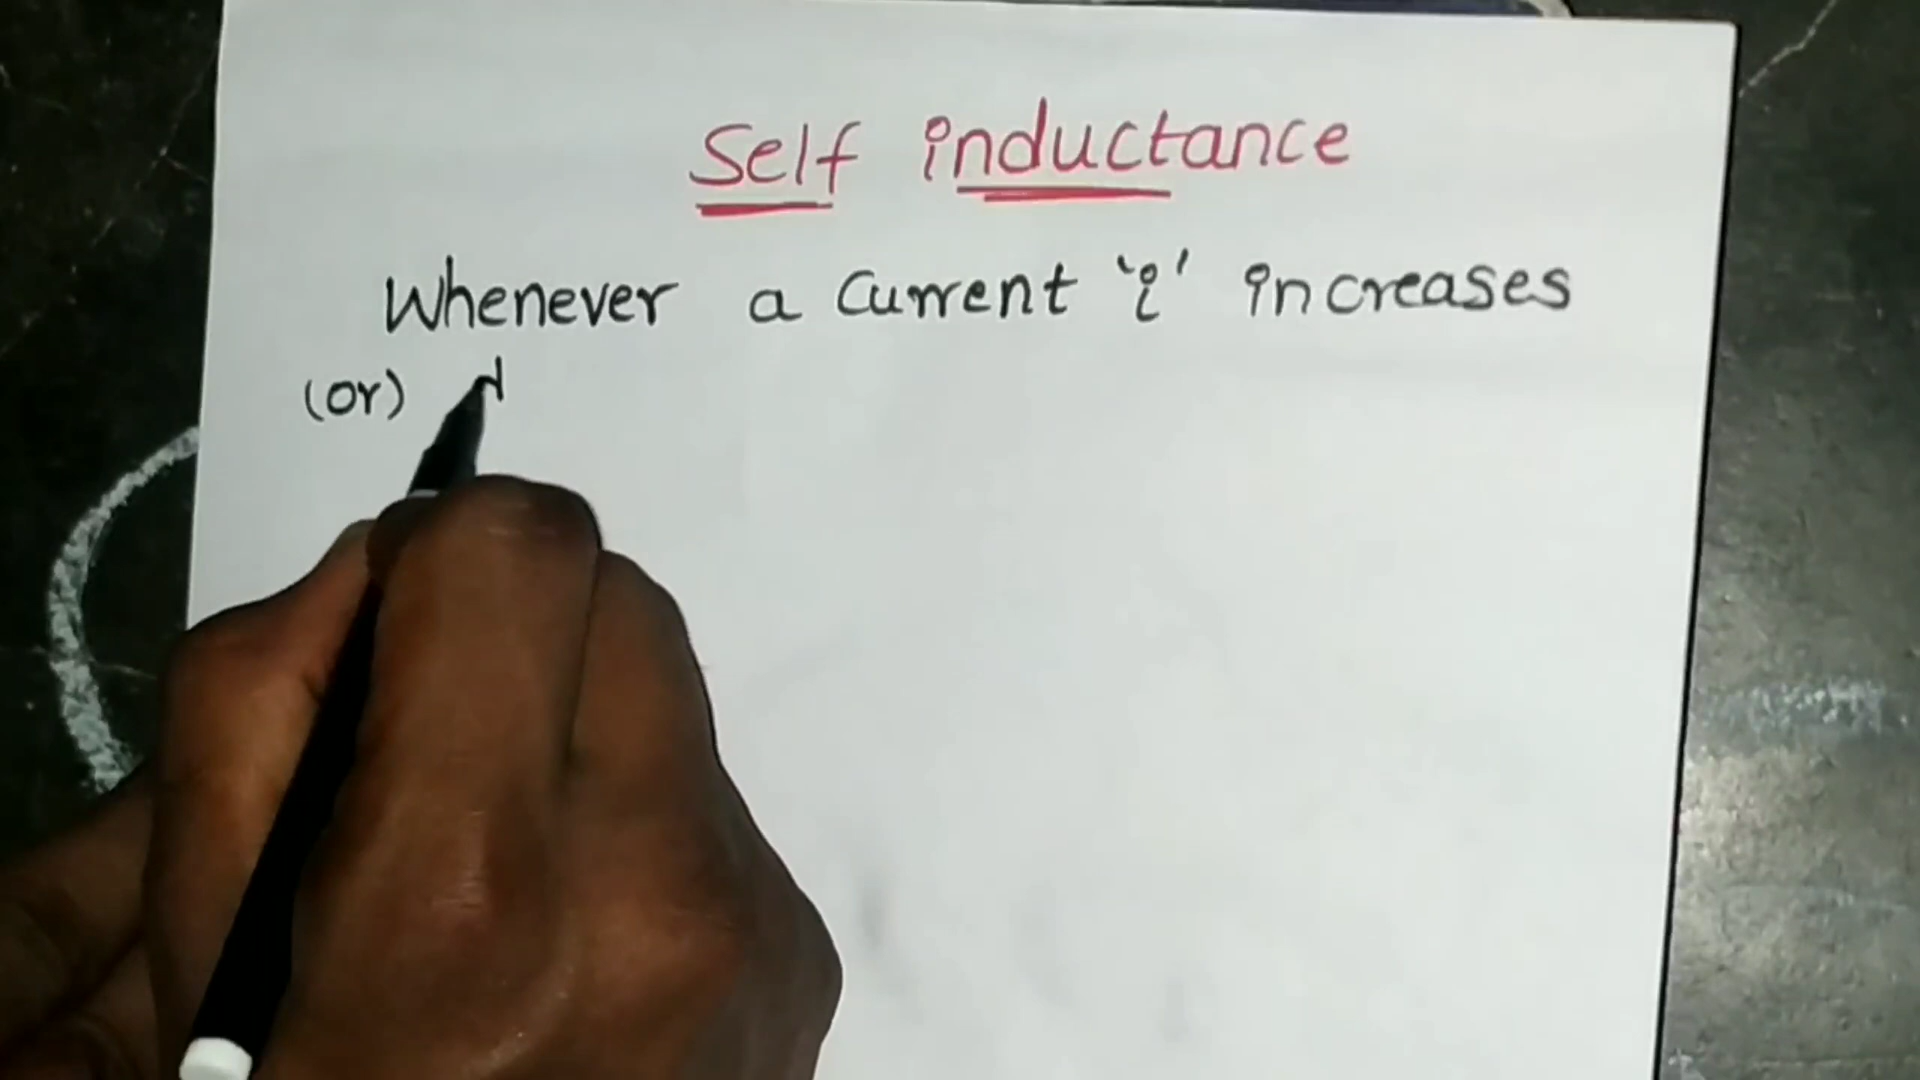 Self inductance
Whenever a current 'i' increases
(or) d